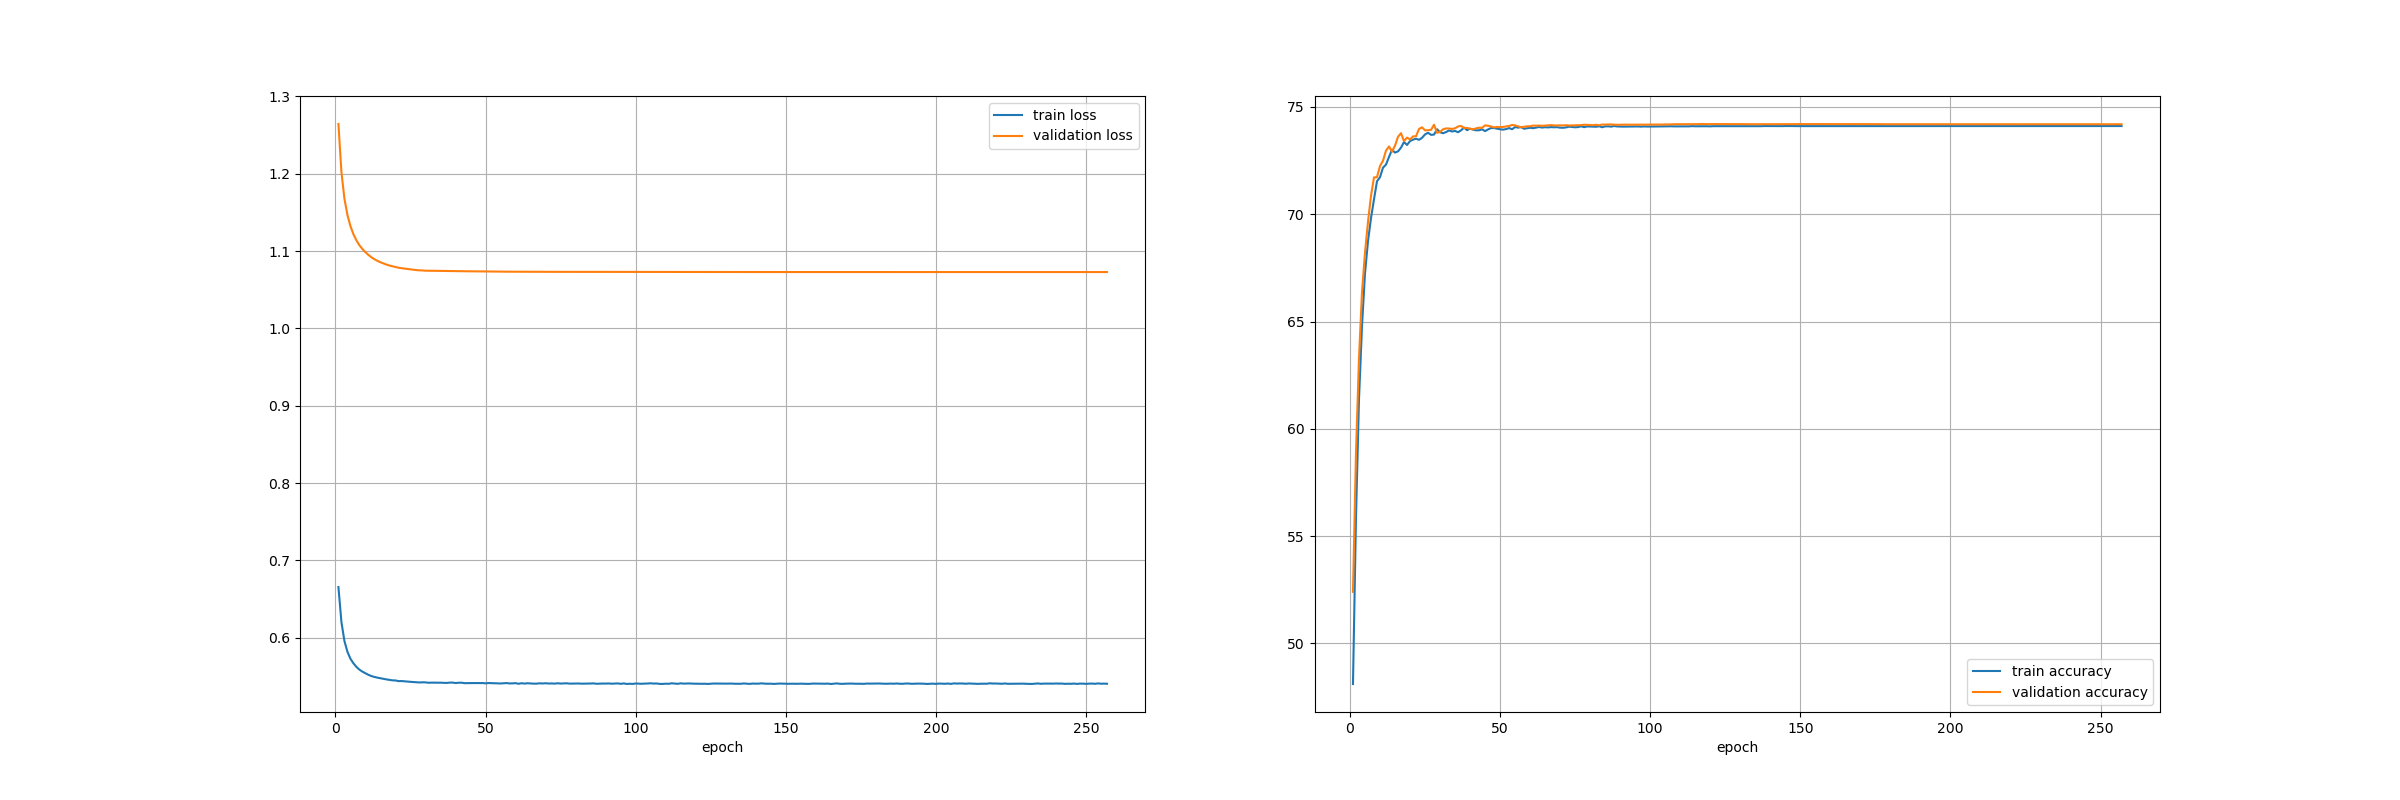 1.3
1.2
1.1
1.0
0.9
0.8
0.7
0.6
0 50 100 150 200 250
epoch
train loss
validation loss
75
70
65
60
55
50
0 50 100 150 200 250
epoch
train accuracy
validation accuracy